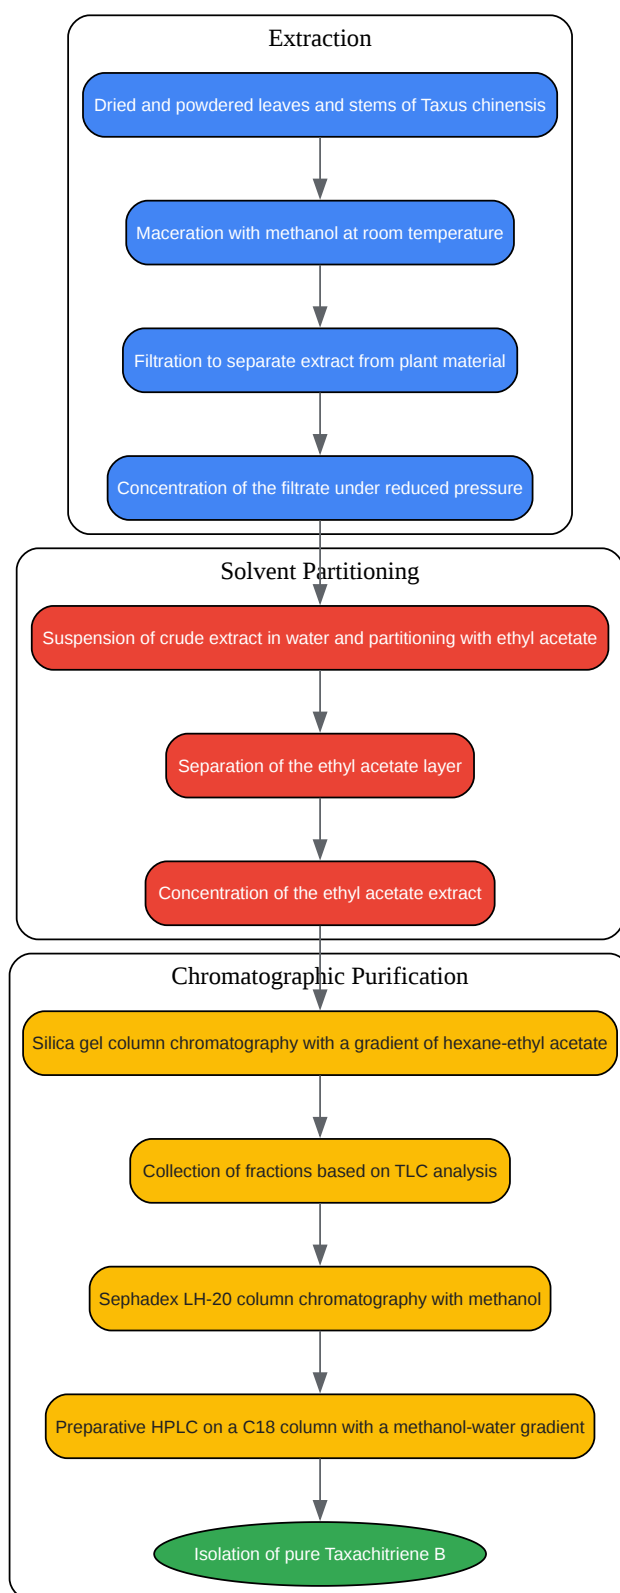 Extraction
Dried and powdered leaves and stems of Taxus chinensis
Maceration with methanol at room temperature
Filtration to separate extract from plant material
Concentration of the filtrate under reduced pressure
Solvent Partitioning
Suspension of crude extract in water and partitioning with ethyl acetate
Separation of the ethyl acetate layer
Concentration of the ethyl acetate extract
Chromatographic Purification
Silica gel column chromatography with a gradient of hexane-ethyl acetate
Collection of fractions based on TLC analysis
Sephadex LH-20 column chromatography with methanol
Preparative HPLC on a C18 column with a methanol-water gradient
Isolation of pure Taxachitriene B